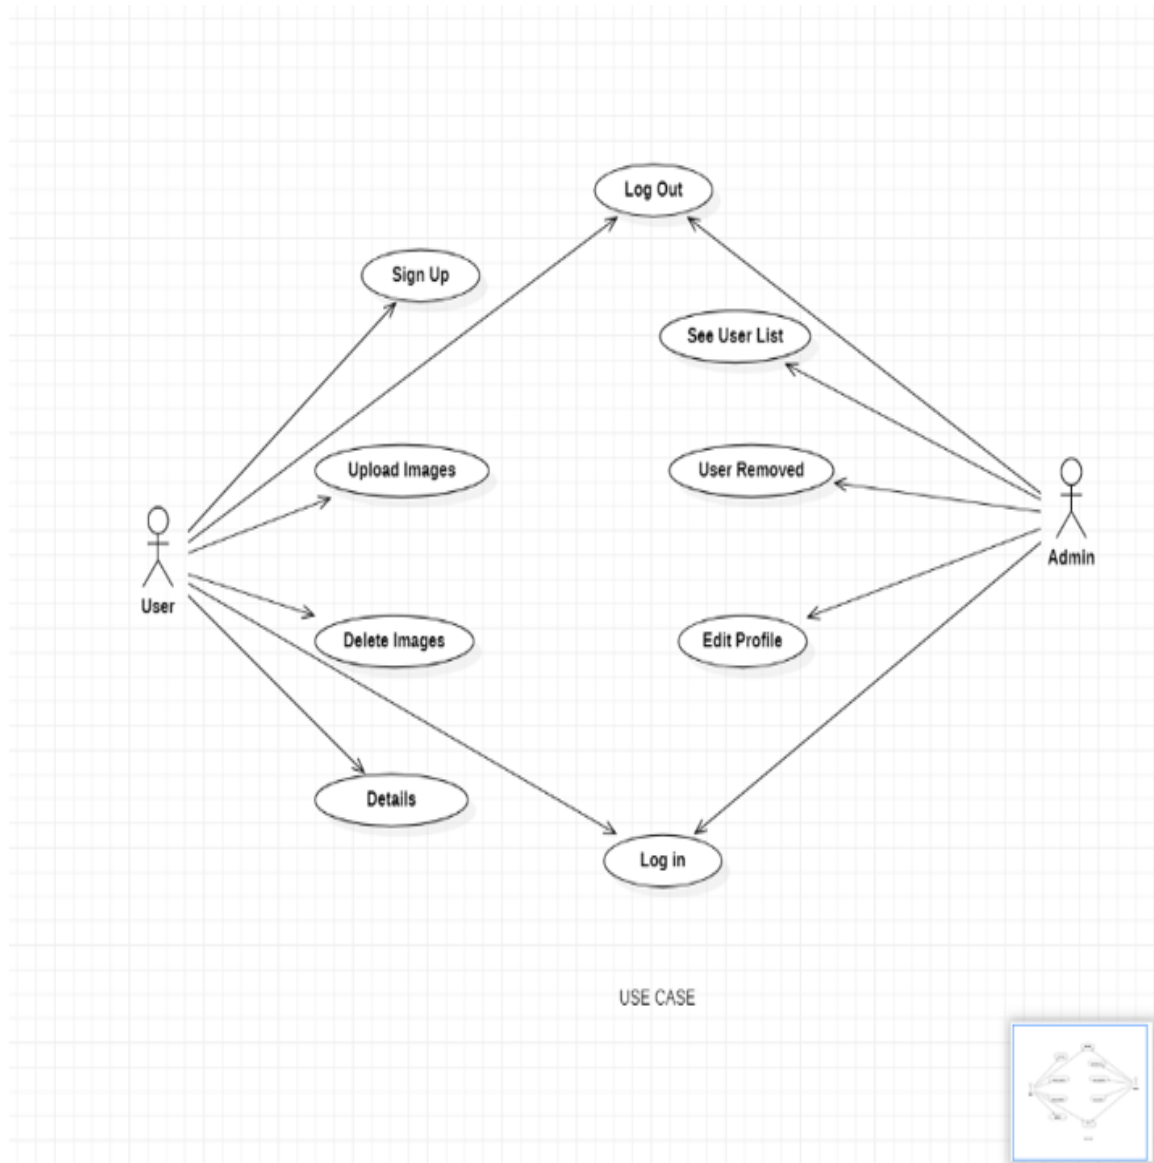 Log Out
Sign Up
See User List
Upload Images
User Removed
Admin
User
Delete Images
Edit Profile
Details
Log in
USE CASE